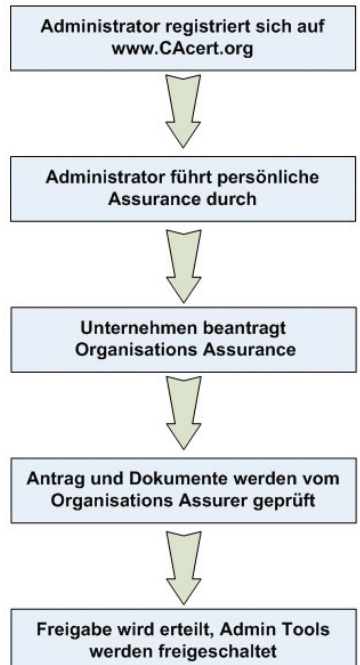 Administrator registriert sich auf
www.CAcert.org
Administrator führt persönliche
Assurance durch
Unternehmen beantragt
Organisations Assurance
Antrag und Dokumente werden vom
Organisations Assurer geprüft
Freigabe wird erteilt, Admin Tools
werden freigeschaltet